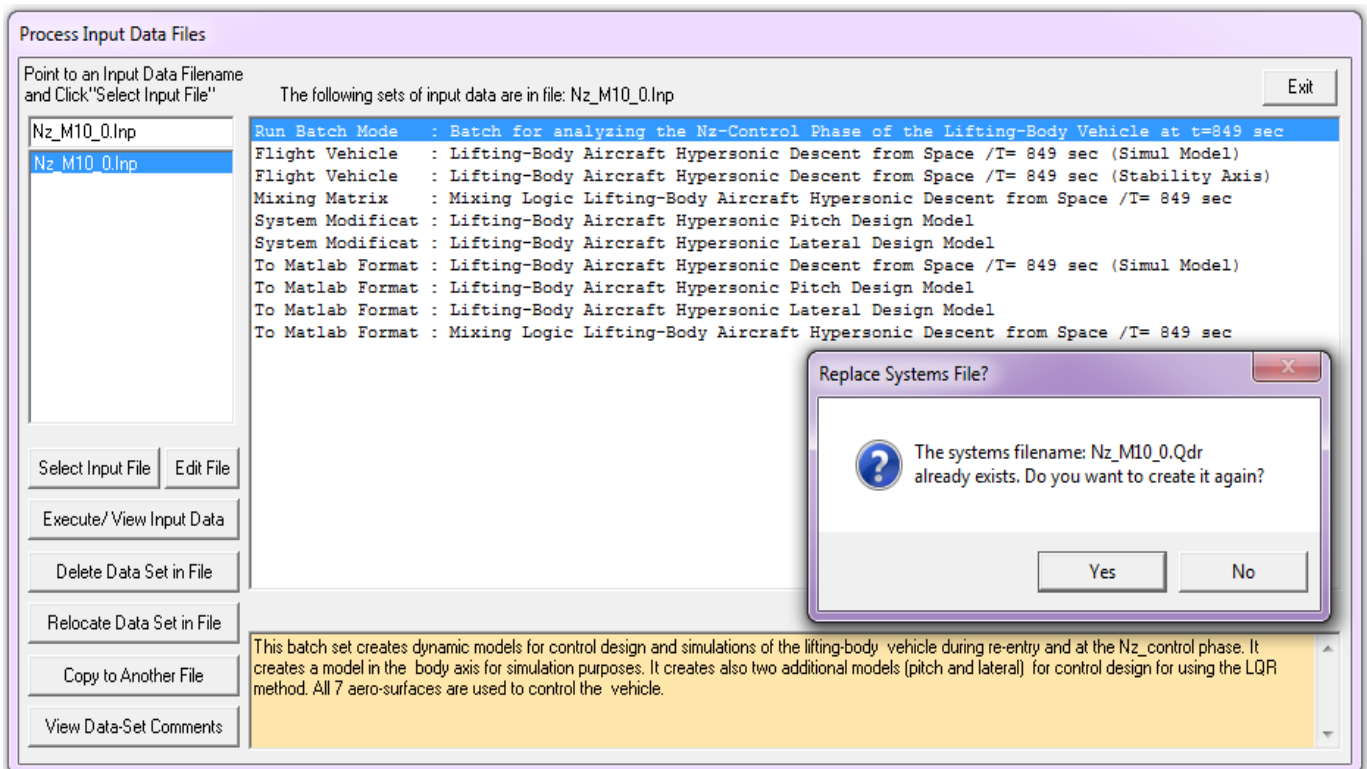 Process Input Data Files
Point to an Input Data Filename
and Click"Select Input File"
The following sets of input data are in file: Nz_M10_0.Inp
Exit
Nz_M10_0.Inp
Nz_M10_0.Inp
Run Batch Mode : Batch for analyzing the Nz-Control Phase of the Lifting-Body Vehicle at t=849 sec
Flight Vehicle : Lifting-Body Aircraft Hypersonic Descent from Space /T= 849 sec (Simul Model)
Flight Vehicle : Lifting-Body Aircraft Hypersonic Descent from Space /T= 849 sec (Stability Axis)
Mixing Matrix : Mixing Logic Lifting-Body Aircraft Hypersonic Descent from Space /T= 849 sec
System Modificat : Lifting-Body Aircraft Hypersonic Pitch Design Model
System Modificat : Lifting-Body Aircraft Hypersonic Lateral Design Model
To Matlab Format : Lifting-Body Aircraft Hypersonic Descent from Space /T= 849 sec (Simul Model)
To Matlab Format : Lifting-Body Aircraft Hypersonic Pitch Design Model
To Matlab Format : Lifting-Body Aircraft Hypersonic Lateral Design Model
To Matlab Format : Mixing Logic Lifting-Body Aircraft Hypersonic Descent from Space /T= 849 sec
Replace Systems File?
The systems filename: Nz_M10_0.Qdr
already exists. Do you want to create it again?
Yes
No
Select Input File
Edit File
Execute/ View Input Data
Delete Data Set in File
Relocate Data Set in File
Copy to Another File
View Data-Set Comments
This batch set creates dynamic models for control design and simulations of the lifting-body vehicle during re-entry and at the Nz_control phase. It
creates a model in the body axis for simulation purposes. It creates also two additional models (pitch and lateral) for control design for using the LQR
method. All 7 aero-surfaces are used to control the vehicle.